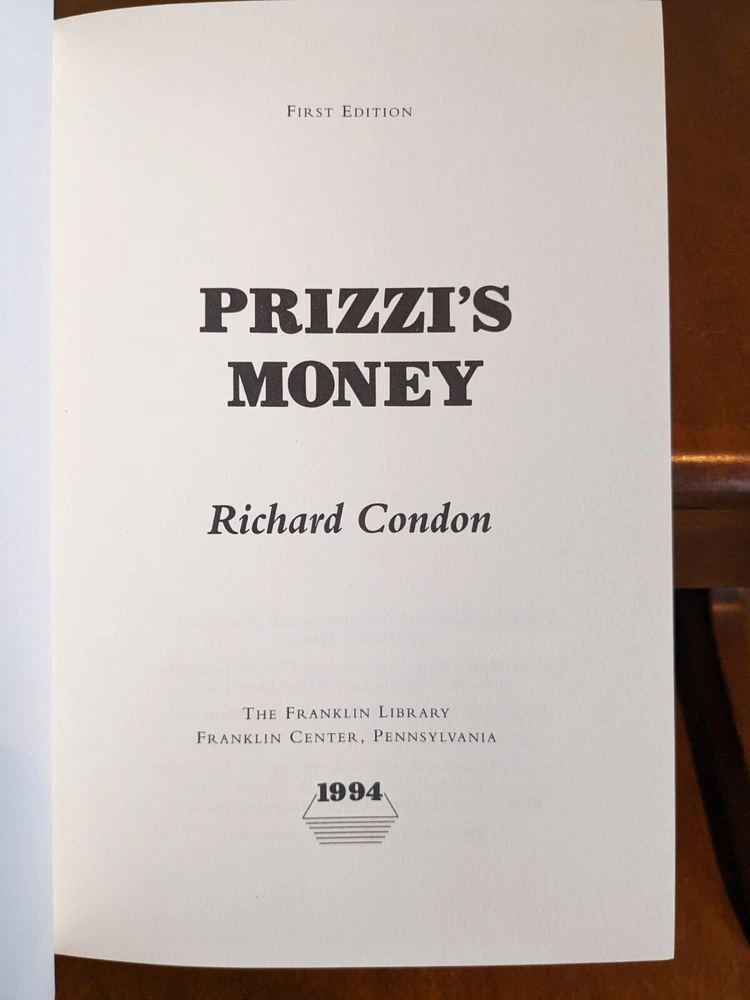 FIRST EDITION
PRIZZI'S
MONEY
Richard Condon
THE FRANKLIN LIBRARY
FRANKLIN CENTER, PENNSYLVANIA
1994